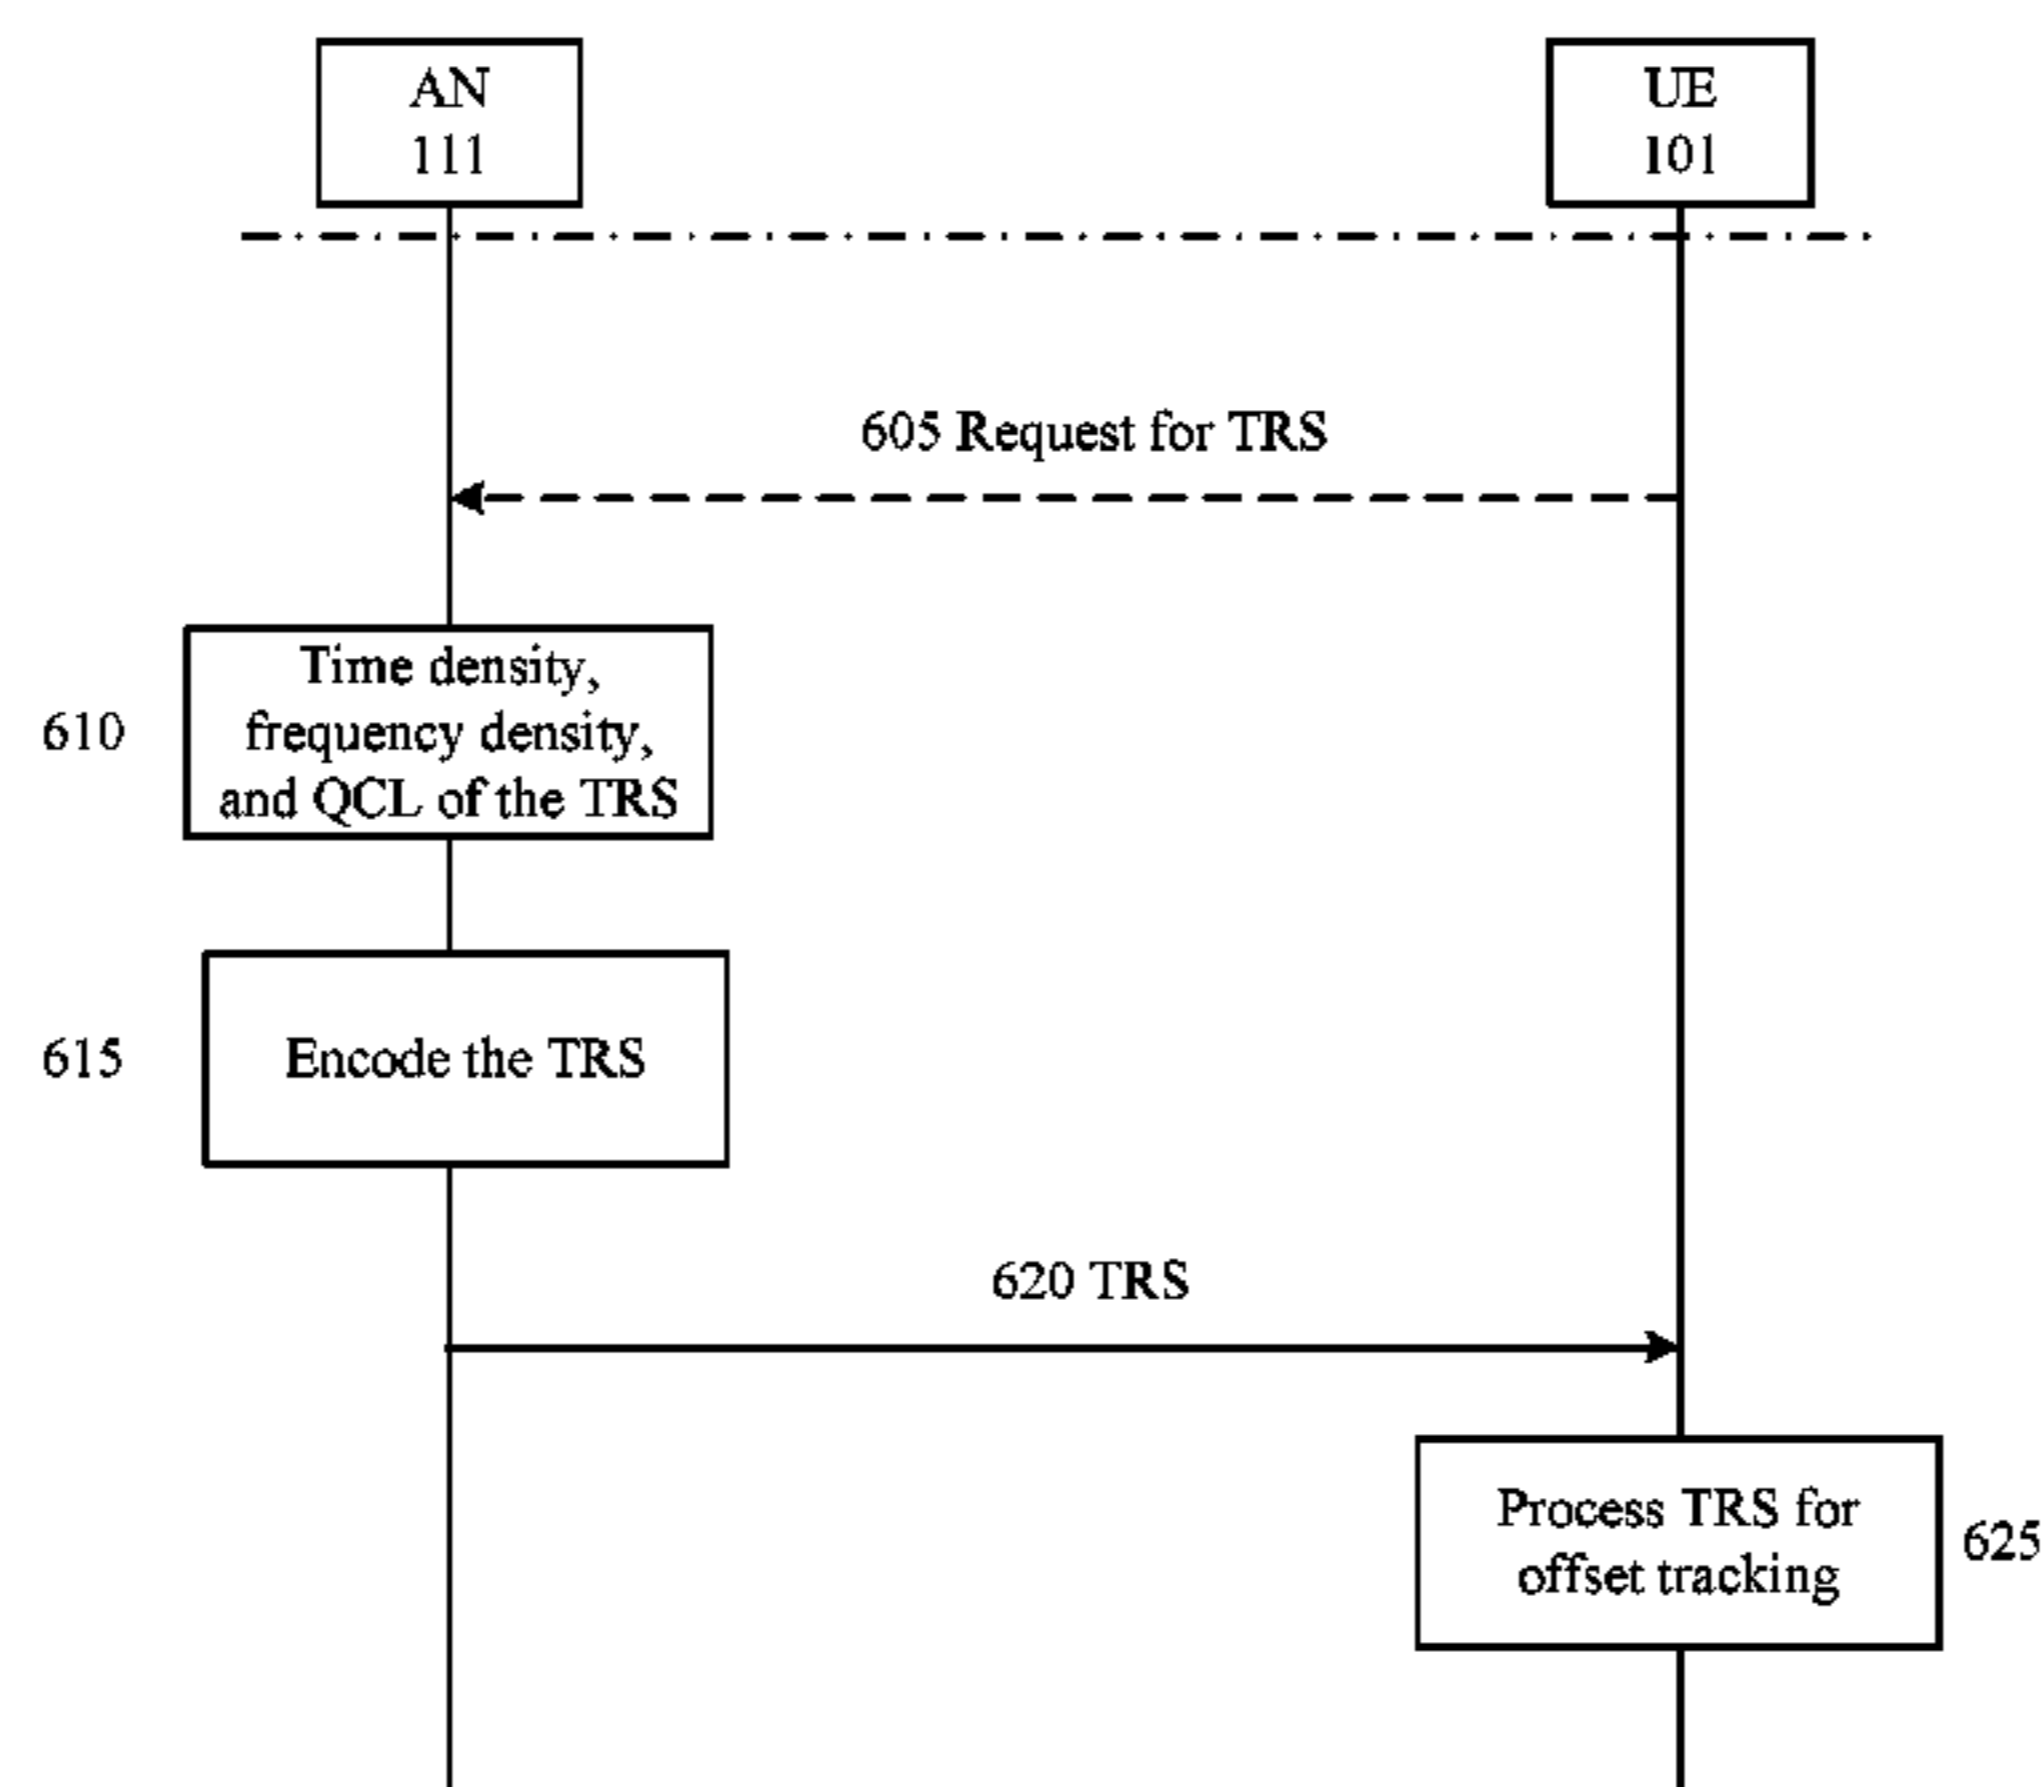 AN
111
UE
101
605 Request for TRS
610
Time density,
frequency density,
and QCL of the TRS
615
Encode the TRS
620 TRS
Process TRS for
offset tracking
625